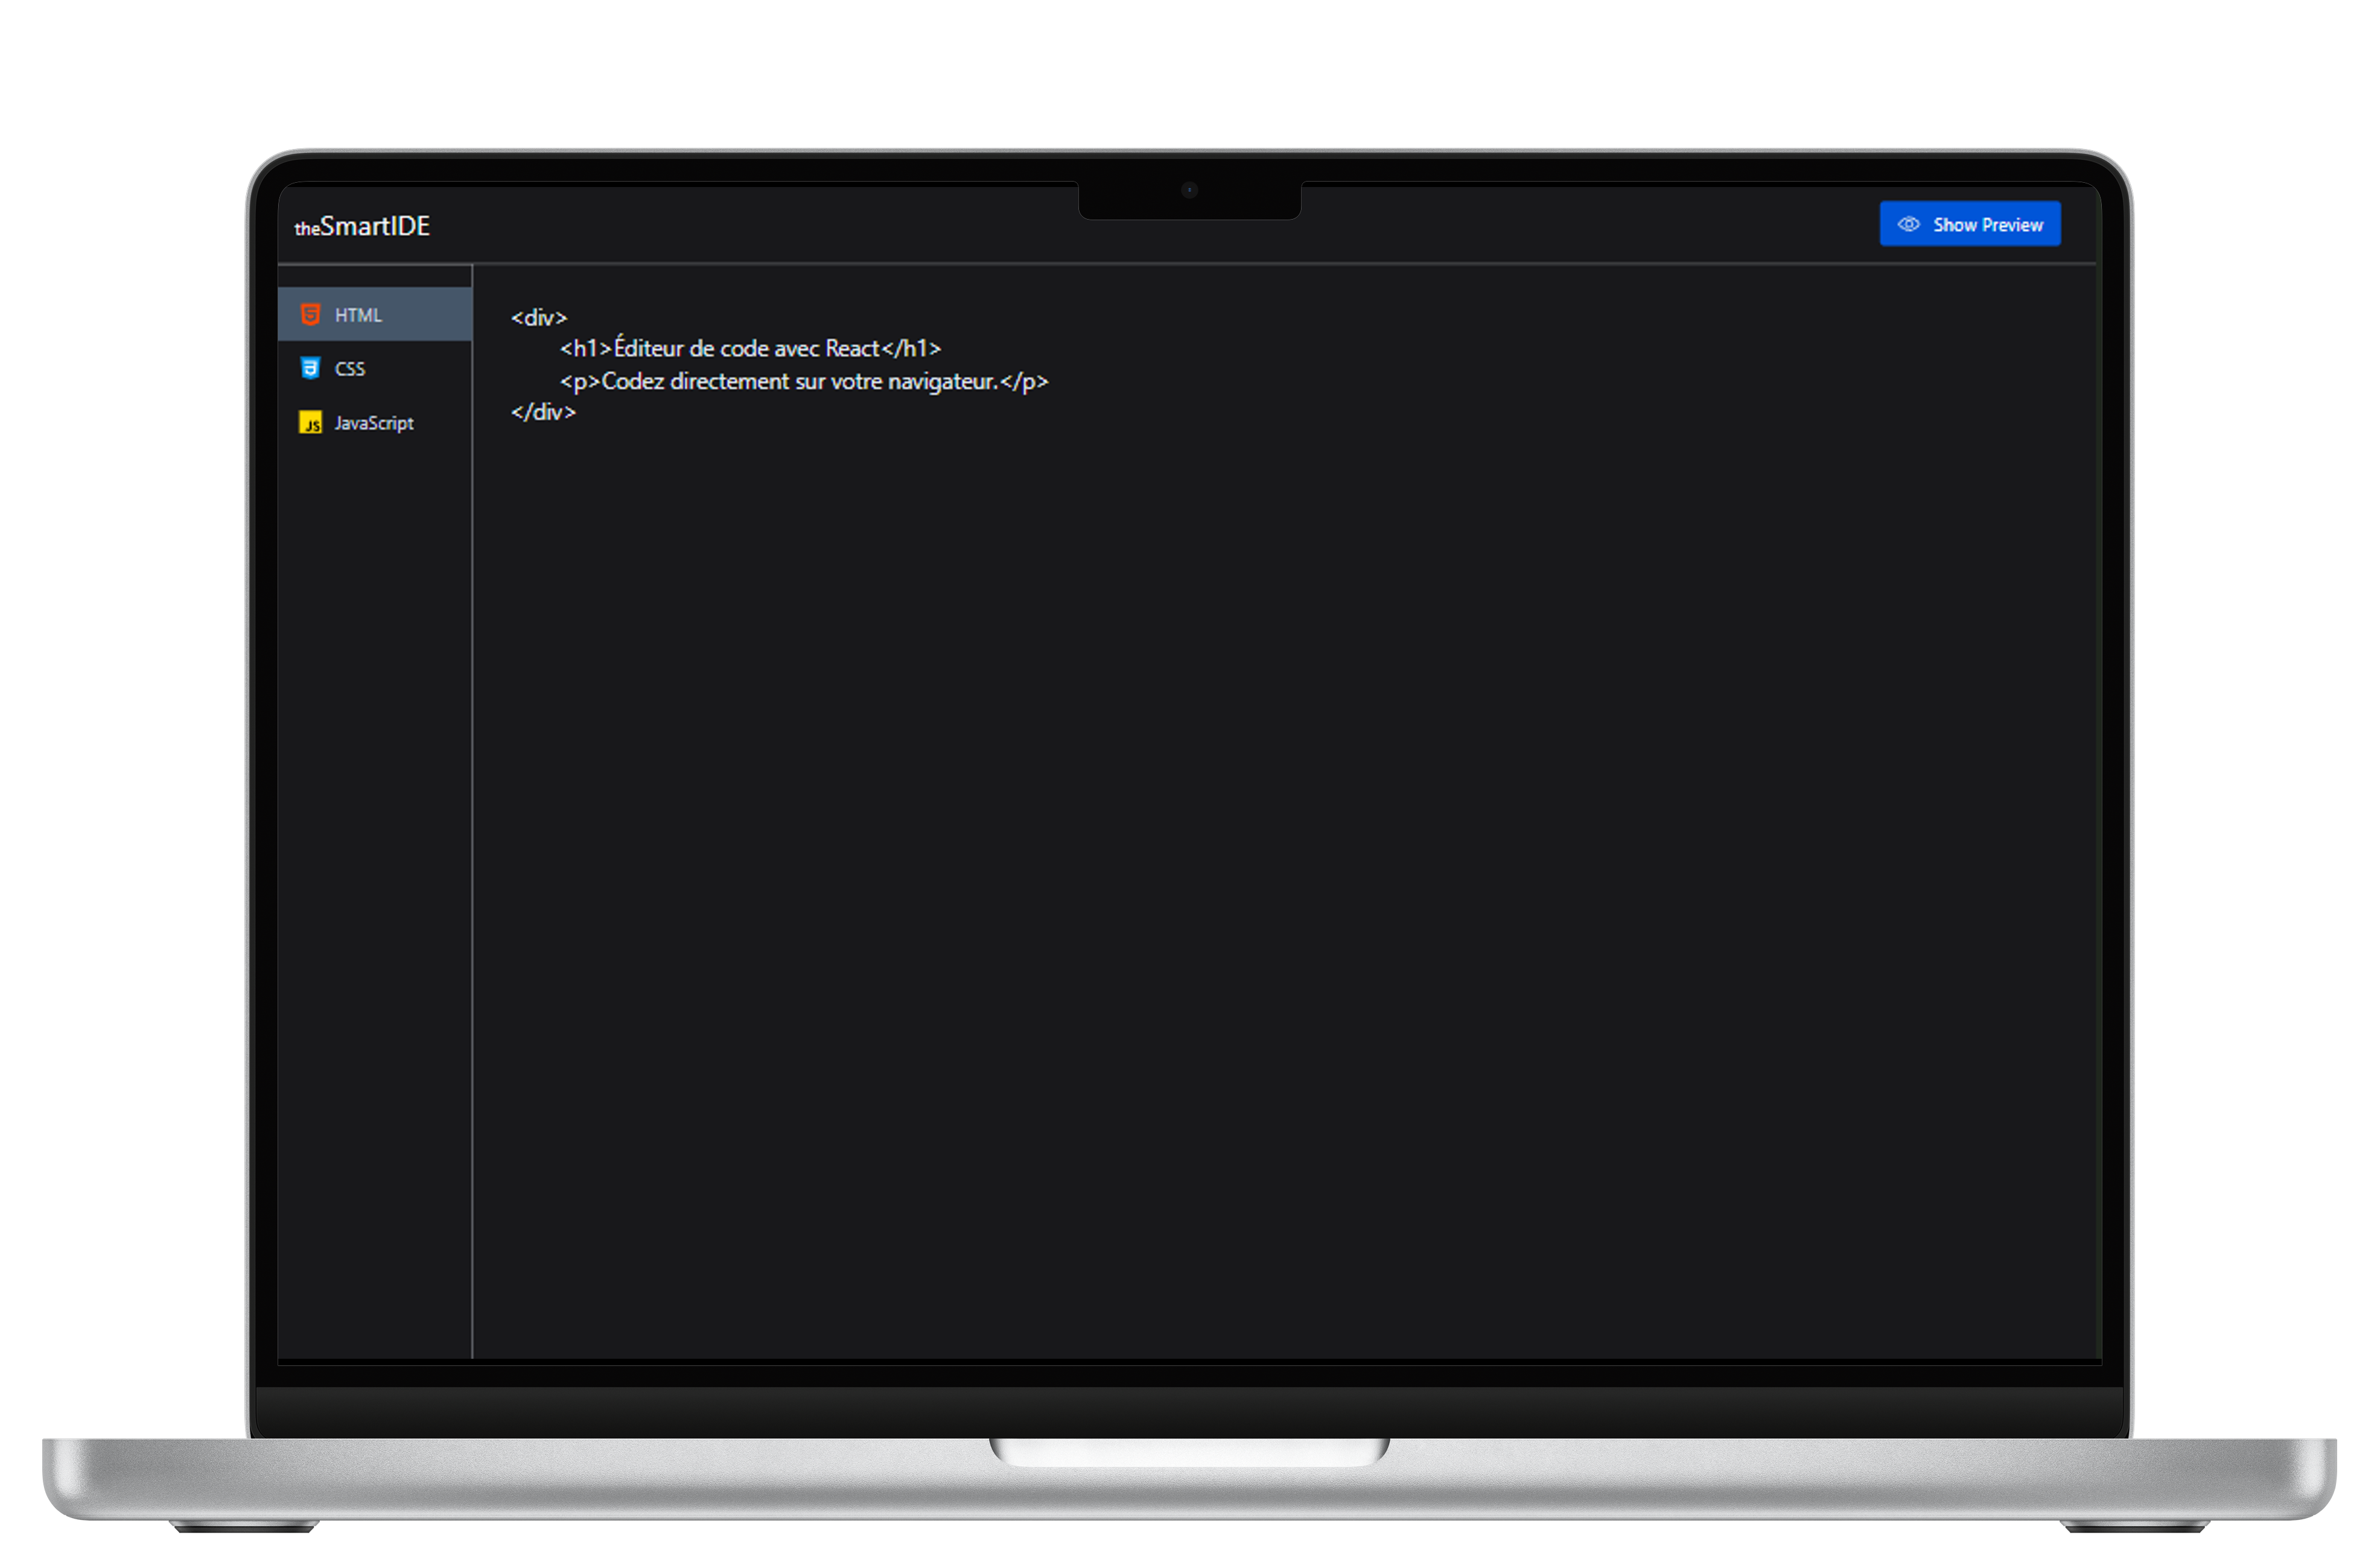 theSmartIDE
Show Preview
HTML
CSS
JS
JavaScript
<div>
<h1>Éditeur de code avec React</h1>
<p>Codez directement sur votre navigateur.</p>
</div>